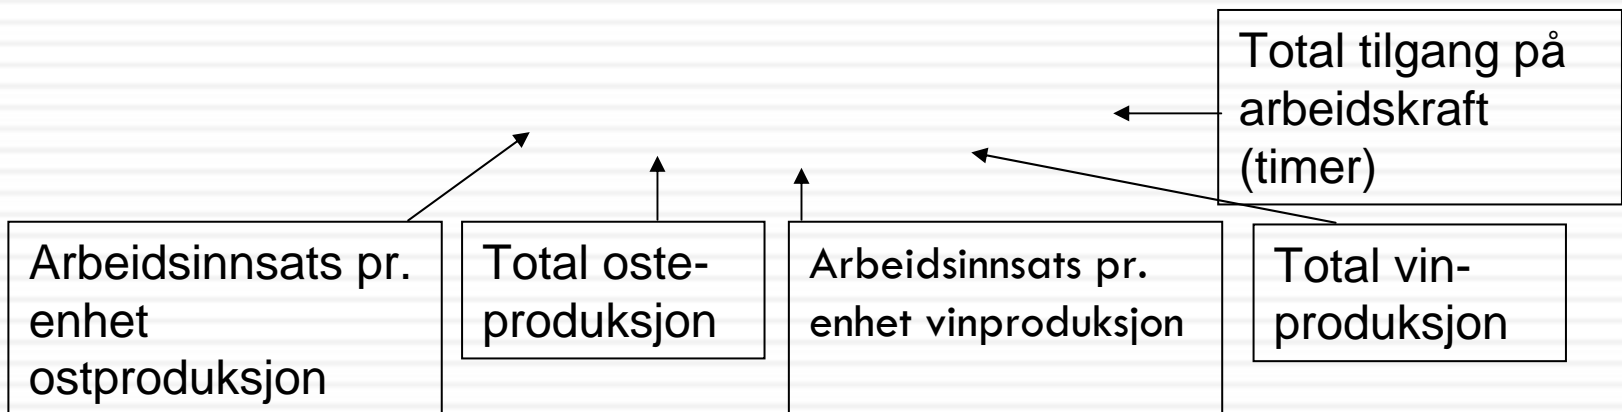 Total tilgang på
arbeidskraft
(timer)
Arbeidsinnsats pr.
enhet
ostproduksjon
Total oste-
produksjon
Arbeidsinnsats pr.
enhet vinproduksjon
Total vin-
produksjon